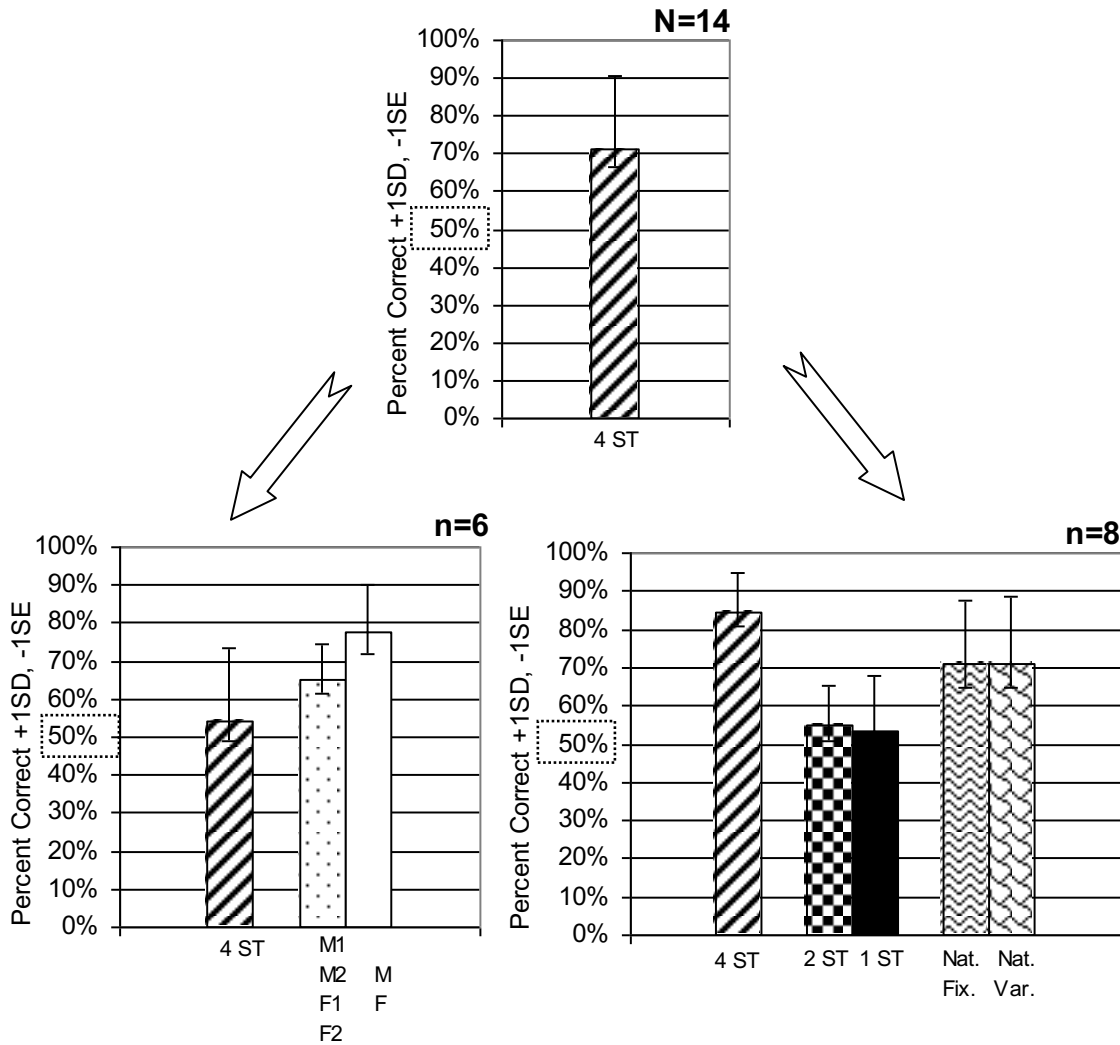 N=14
Percent Correct +1SD, -1SE
100%
90%
80%
70%
60%
50%
40%
30%
20%
10%
0%
4 ST
n=6
Percent Correct +1SD, -1SE
100%
90%
80%
70%
60%
50%
40%
30%
20%
10%
0%
4 ST
M1
M2
F1
F2
M
F
n=8
Percent Correct +1SD, -1SE
100%
90%
80%
70%
60%
50%
40%
30%
20%
10%
0%
4 ST
2 ST
1 ST
Nat.
Fix.
Nat.
Var.